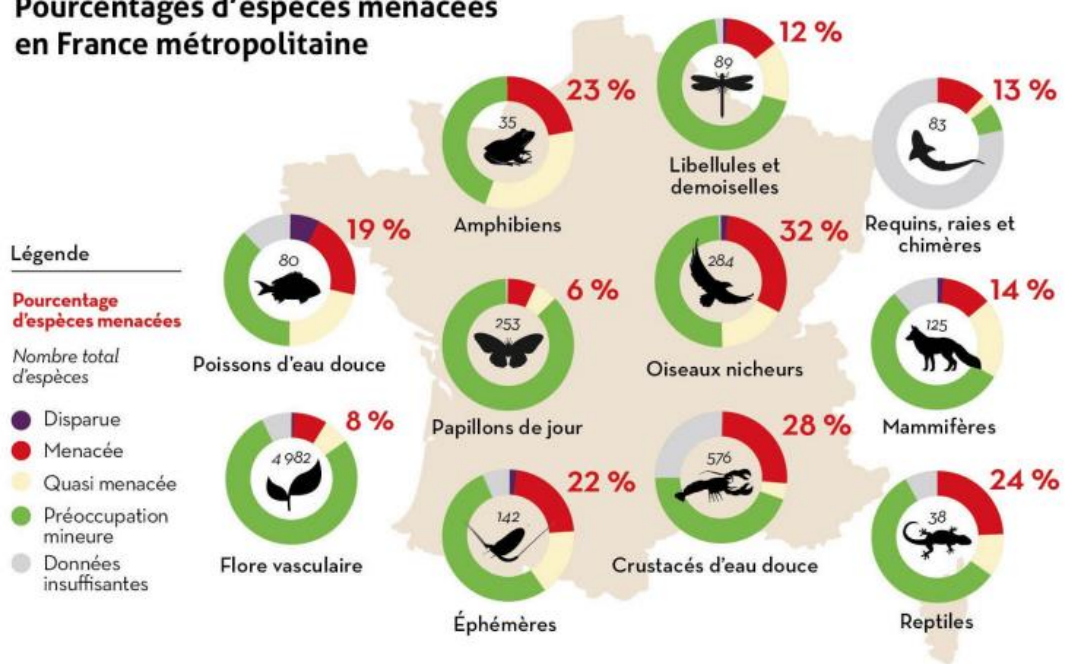 Pourcentages d'espèces menacées
en France métropolitaine
12 %
89
Libellules et
demoiselles
23 %
35
Amphibiens
13 %
83
Requins, raies et
chimères
Légende
Pourcentage
d'espèces menacées
Nombre total
d'espèces
Disparue
Menacée
Quasi menacée
Préoccupation
mineure
Données
insuffisantes
19 %
80
Poissons d'eau douce
6 %
253
Papillons de jour
32 %
284
Oiseaux nicheurs
14 %
125
Mammifères
8 %
4 982
Flore vasculaire
22 %
142
Éphémères
28 %
576
Crustacés d'eau douce
24 %
38
Reptiles